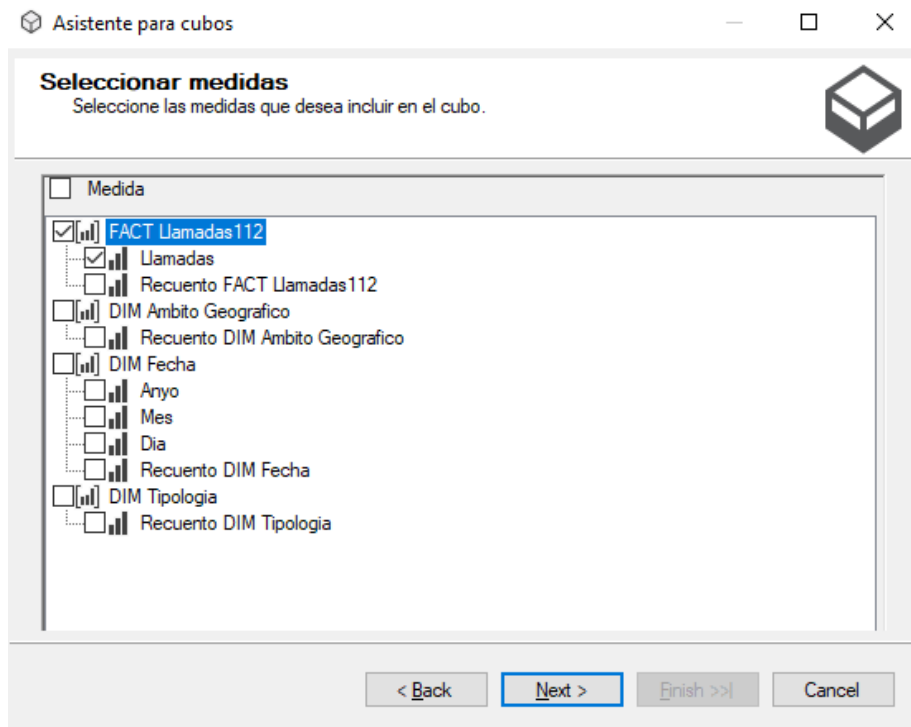 Asistente para cubos
Seleccionar medidas
Seleccione las medidas que desea incluir en el cubo.
Medida
FACT Llamadas112
Llamadas
Recuento FACT Llamadas112
DIM Ambito Geografico
Recuento DIM Ambito Geografico
DIM Fecha
Anyo
Mes
Dia
Recuento DIM Fecha
DIM Tipologia
Recuento DIM Tipologia
< Back Next > Finish >>| Cancel